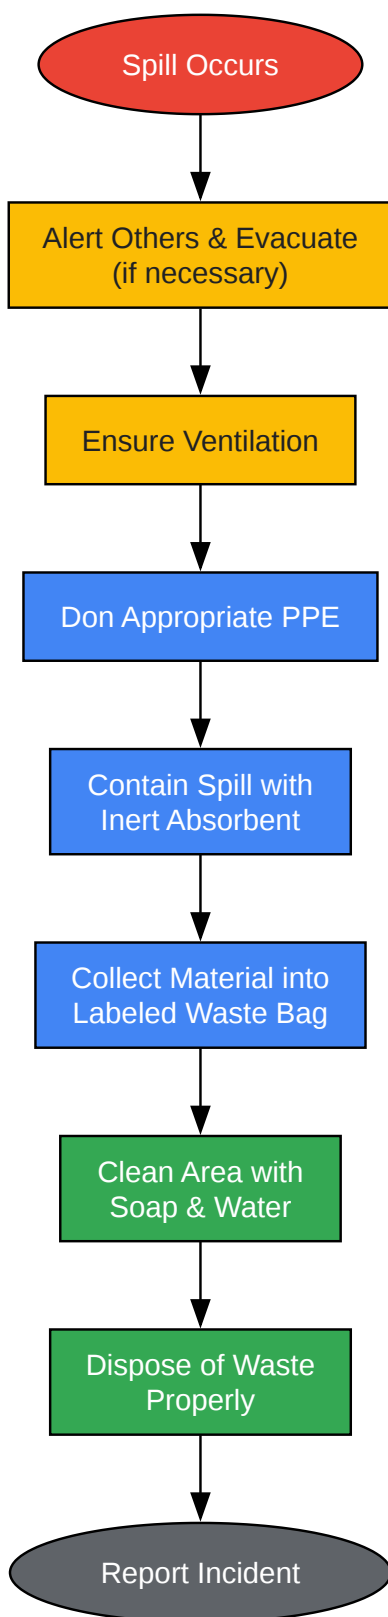 Spill Occurs
Alert Others & Evacuate
(if necessary)
Ensure Ventilation
Don Appropriate PPE
Contain Spill with
Inert Absorbent
Collect Material into
Labeled Waste Bag
Clean Area with
Soap & Water
Dispose of Waste
Properly
Report Incident